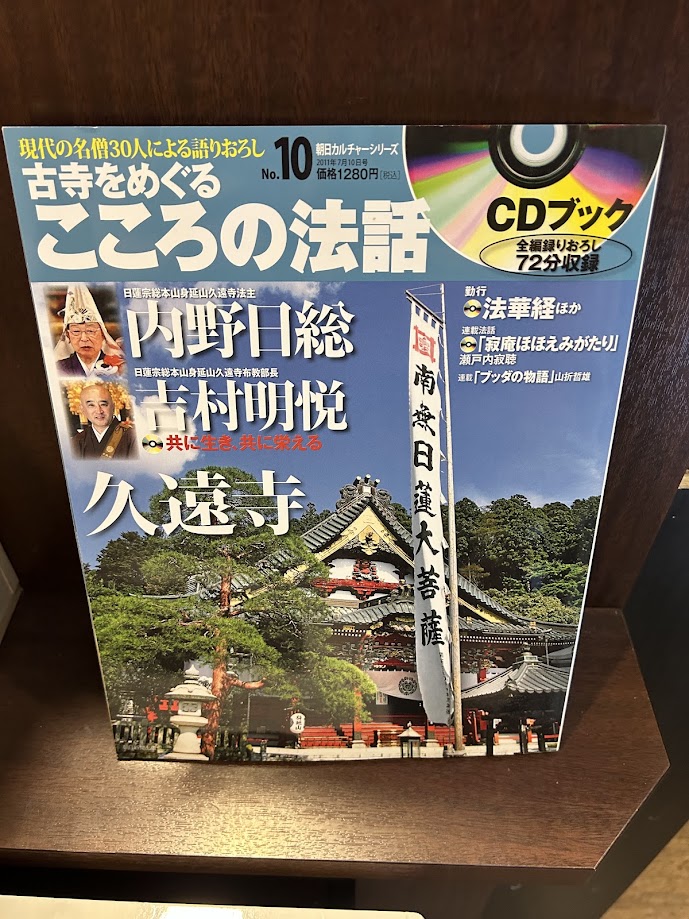 現代の名僧30人による語りおろし
古寺をめぐる
こころの法話
No.10
朝日カルチャーシリーズ
2011年7月10日号
価格1280円[税込]
CDブック
全編録りおろし
72分収録
日蓮宗総本山身延山久遠寺法主
内野日総
日蓮宗総本山身延山久遠寺布教部長
吉村明悦
共に生き、共に栄える
久遠寺
勤行
法華経ほか
連載法話
「寂庵ほほえみがたり」
瀬戸内寂聴
連載「ブッダの物語」山折哲雄
南無日蓮大菩薩